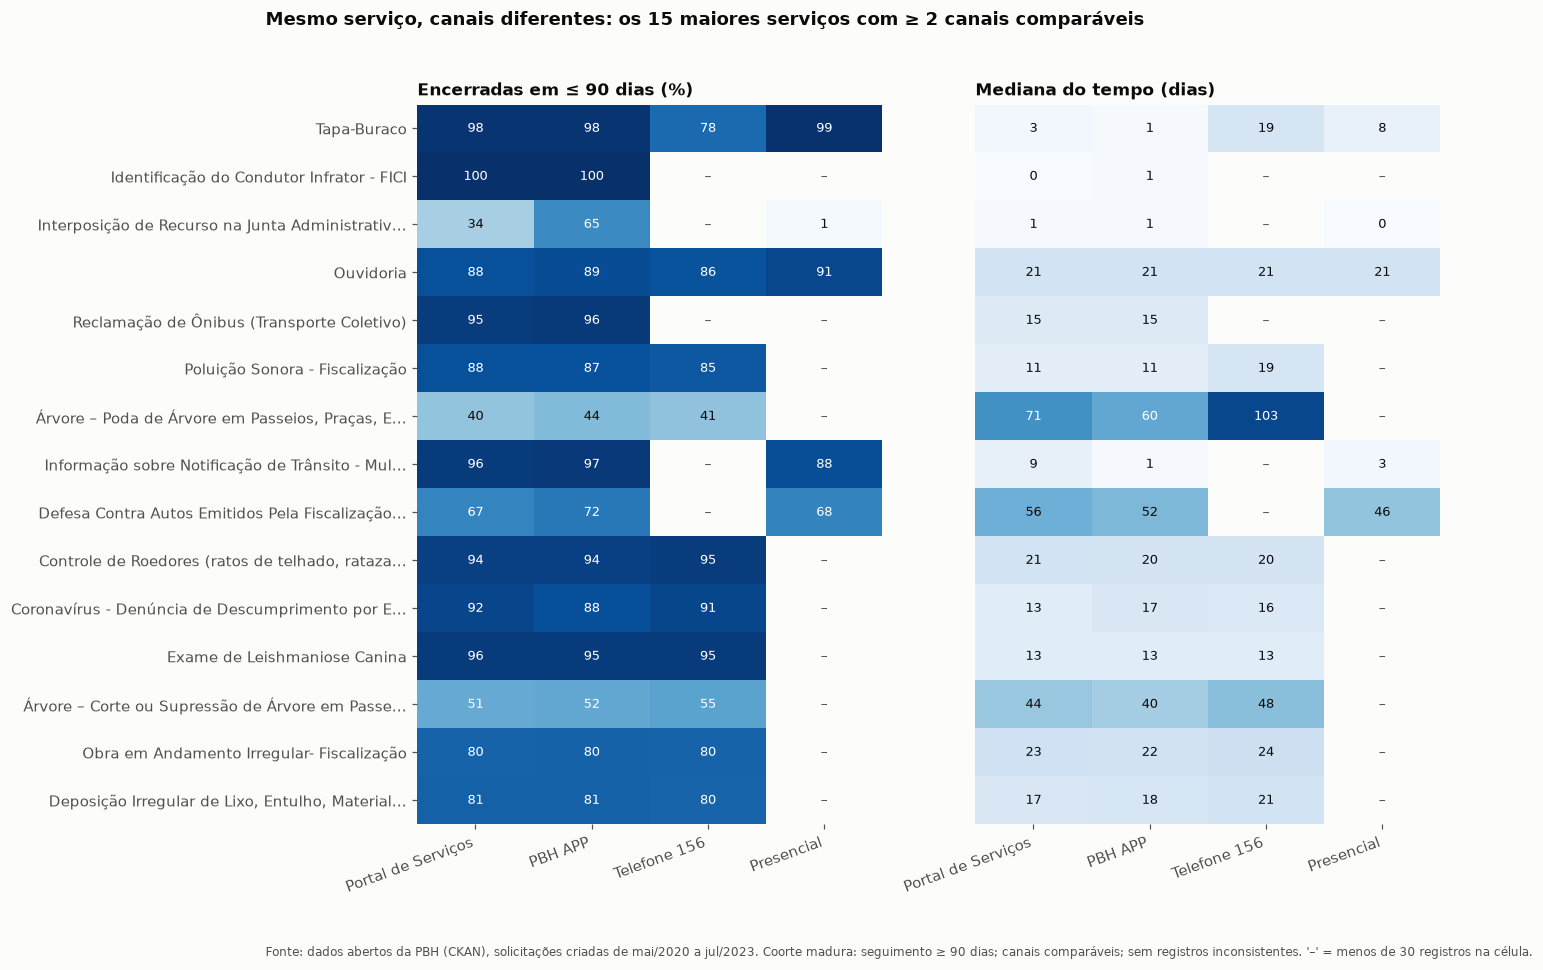 Mesmo serviço, canais diferentes: os 15 maiores serviços com ≥ 2 canais comparáveis
Encerradas em ≤ 90 dias (%)
Mediana do tempo (dias)
Tapa-Buraco 98 98 78 99 3 1 19 8
Identificação do Condutor Infrator - FICI 100 100 – – 0 1 – –
Interposição de Recurso na Junta Administrativ... 34 65 – 1 1 1 – 0
Ouvidoria 88 89 86 91 21 21 21 21
Reclamação de Ônibus (Transporte Coletivo) 95 96 – – 15 15 – –
Poluição Sonora - Fiscalização 88 87 85 – 11 11 19 –
Árvore – Poda de Árvore em Passeios, Praças, E... 40 44 41 – 71 60 103 –
Informação sobre Notificação de Trânsito - Mul... 96 97 – 88 9 1 – 3
Defesa Contra Autos Emitidos Pela Fiscalização... 67 72 – 68 56 52 – 46
Controle de Roedores (ratos de telhado, rataza... 94 94 95 – 21 20 20 –
Coronavírus - Denúncia de Descumprimento por E... 92 88 91 – 13 17 16 –
Exame de Leishmaniose Canina 96 95 95 – 13 13 13 –
Árvore – Corte ou Supressão de Árvore em Passe... 51 52 55 – 44 40 48 –
Obra em Andamento Irregular- Fiscalização 80 80 80 – 23 22 24 –
Deposição Irregular de Lixo, Entulho, Material... 81 81 80 – 17 18 21 –
Portal de Serviços PBH APP Telefone 156 Presencial Portal de Serviços PBH APP Telefone 156 Presencial
Fonte: dados abertos da PBH (CKAN), solicitações criadas de mai/2020 a jul/2023. Coorte madura: seguimento ≥ 90 dias; canais comparáveis; sem registros inconsistentes. '–' = menos de 30 registros na célula.